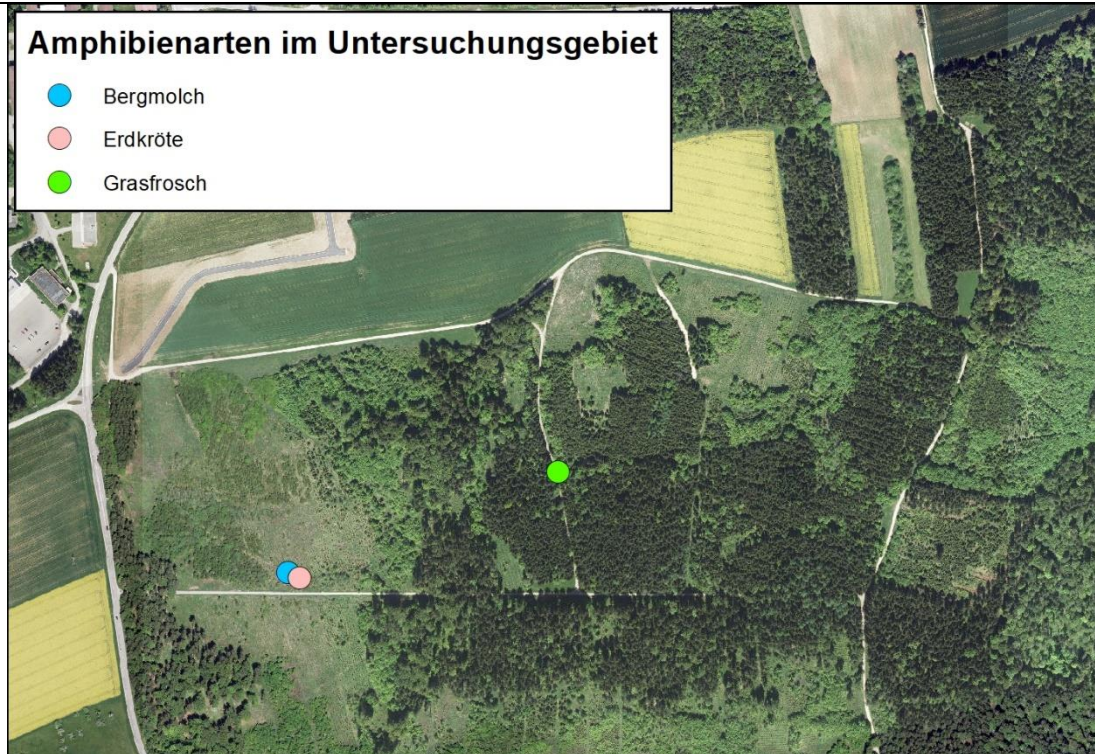 Amphibienarten im Untersuchungsgebiet
Bergmolch
Erdkröte
Grasfrosch